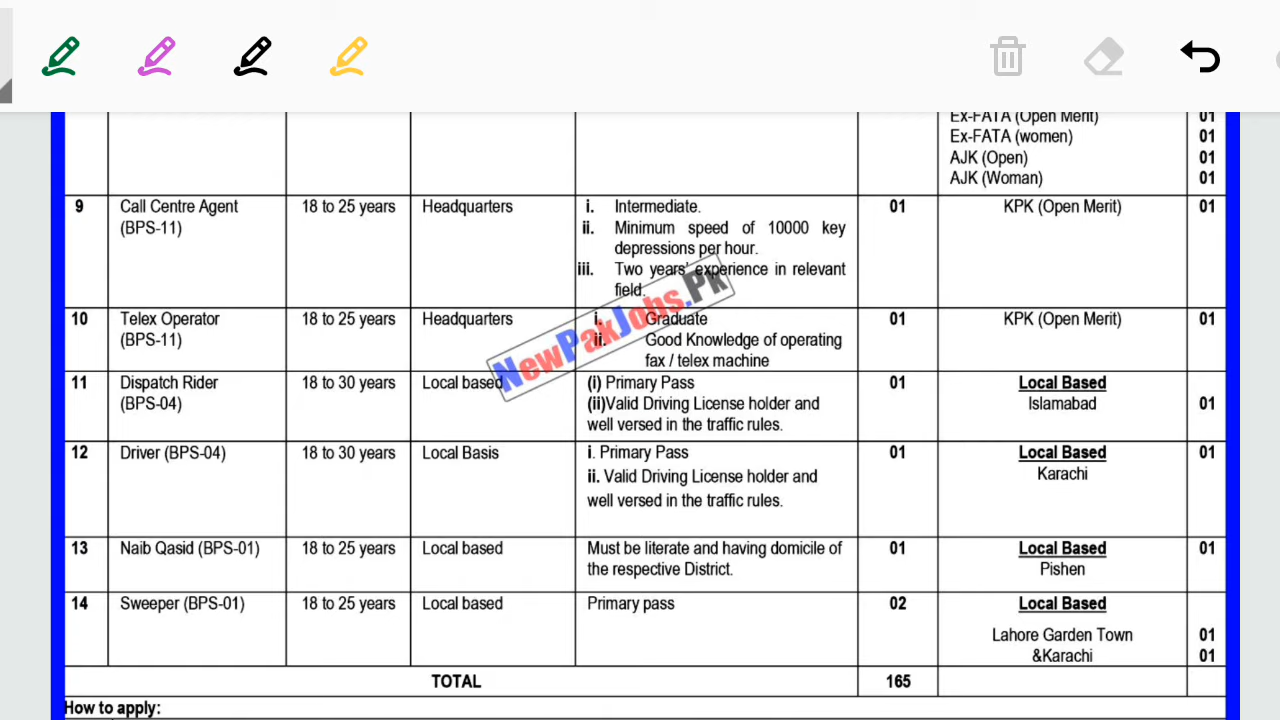 Ex-FATA (Open Merit) 01
Ex-FATA (women) 01
AJK (Open) 01
AJK (Woman) 01
9 Call Centre Agent 18 to 25 years Headquarters i. Intermediate. 01 KPK (Open Merit) 01
(BPS-11) ii. Minimum speed of 10000 key
depressions per hour.
iii. Two years' experience in relevant
field.
10 Telex Operator 18 to 25 years Headquarters i. Graduate 01 KPK (Open Merit) 01
(BPS-11) ii. Good Knowledge of operating
fax / telex machine
NewPakJobs.Pk
11 Dispatch Rider 18 to 30 years Local based (i) Primary Pass 01 Local Based
(BPS-04) (ii)Valid Driving License holder and Islamabad 01
well versed in the traffic rules.
12 Driver (BPS-04) 18 to 30 years Local Basis i. Primary Pass 01 Local Based 01
ii. Valid Driving License holder and Karachi
well versed in the traffic rules.
13 Naib Qasid (BPS-01) 18 to 25 years Local based Must be literate and having domicile of 01 Local Based 01
the respective District. Pishen
14 Sweeper (BPS-01) 18 to 25 years Local based Primary pass 02 Local Based
Lahore Garden Town 01
&Karachi 01
TOTAL 165
How to apply: